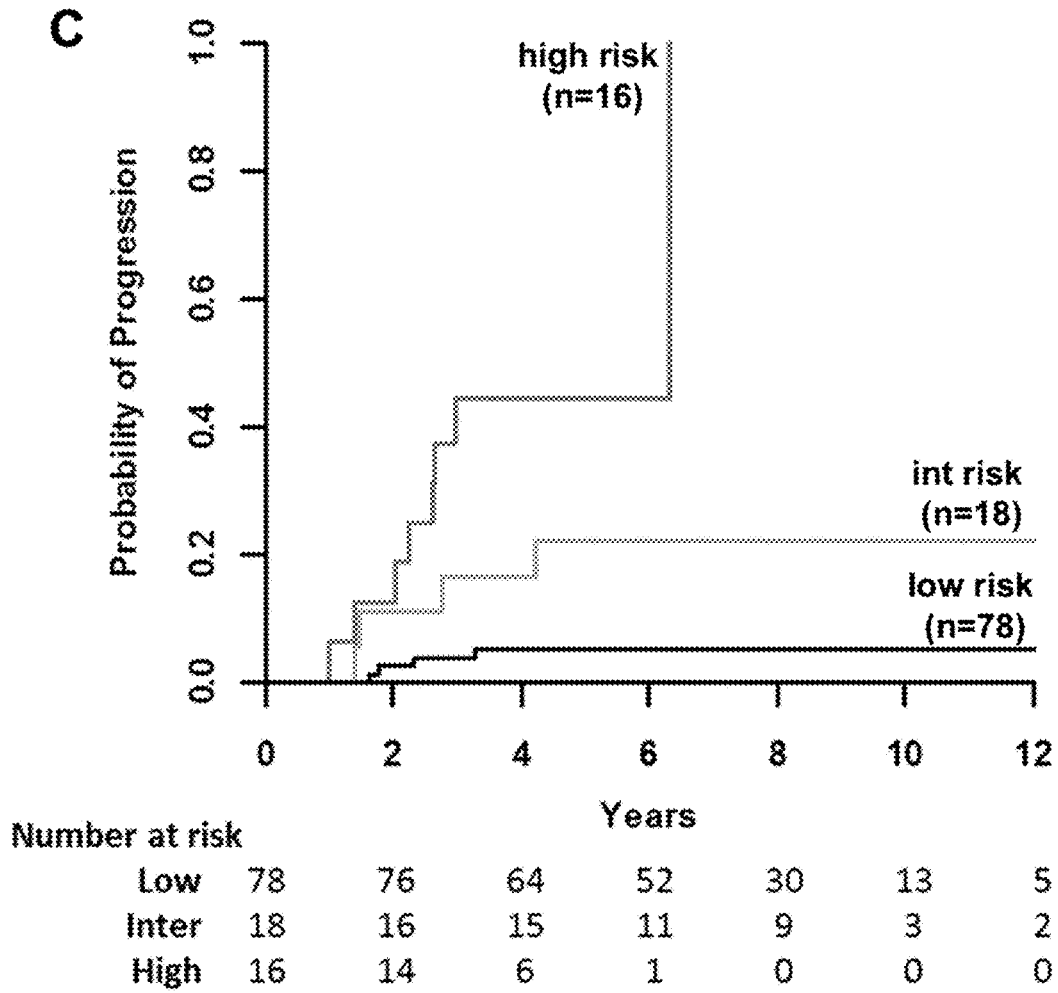 C
high risk
(n=16)
int risk
(n=18)
low risk
(n=78)
Probability of Progression
1.0
0.8
0.6
0.4
0.2
0.0
0 2 4 6 8 10 12
Years
Number at risk
Low 78 76 64 52 30 13 5
Inter 18 16 15 11 9 3 2
High 16 14 6 1 0 0 0